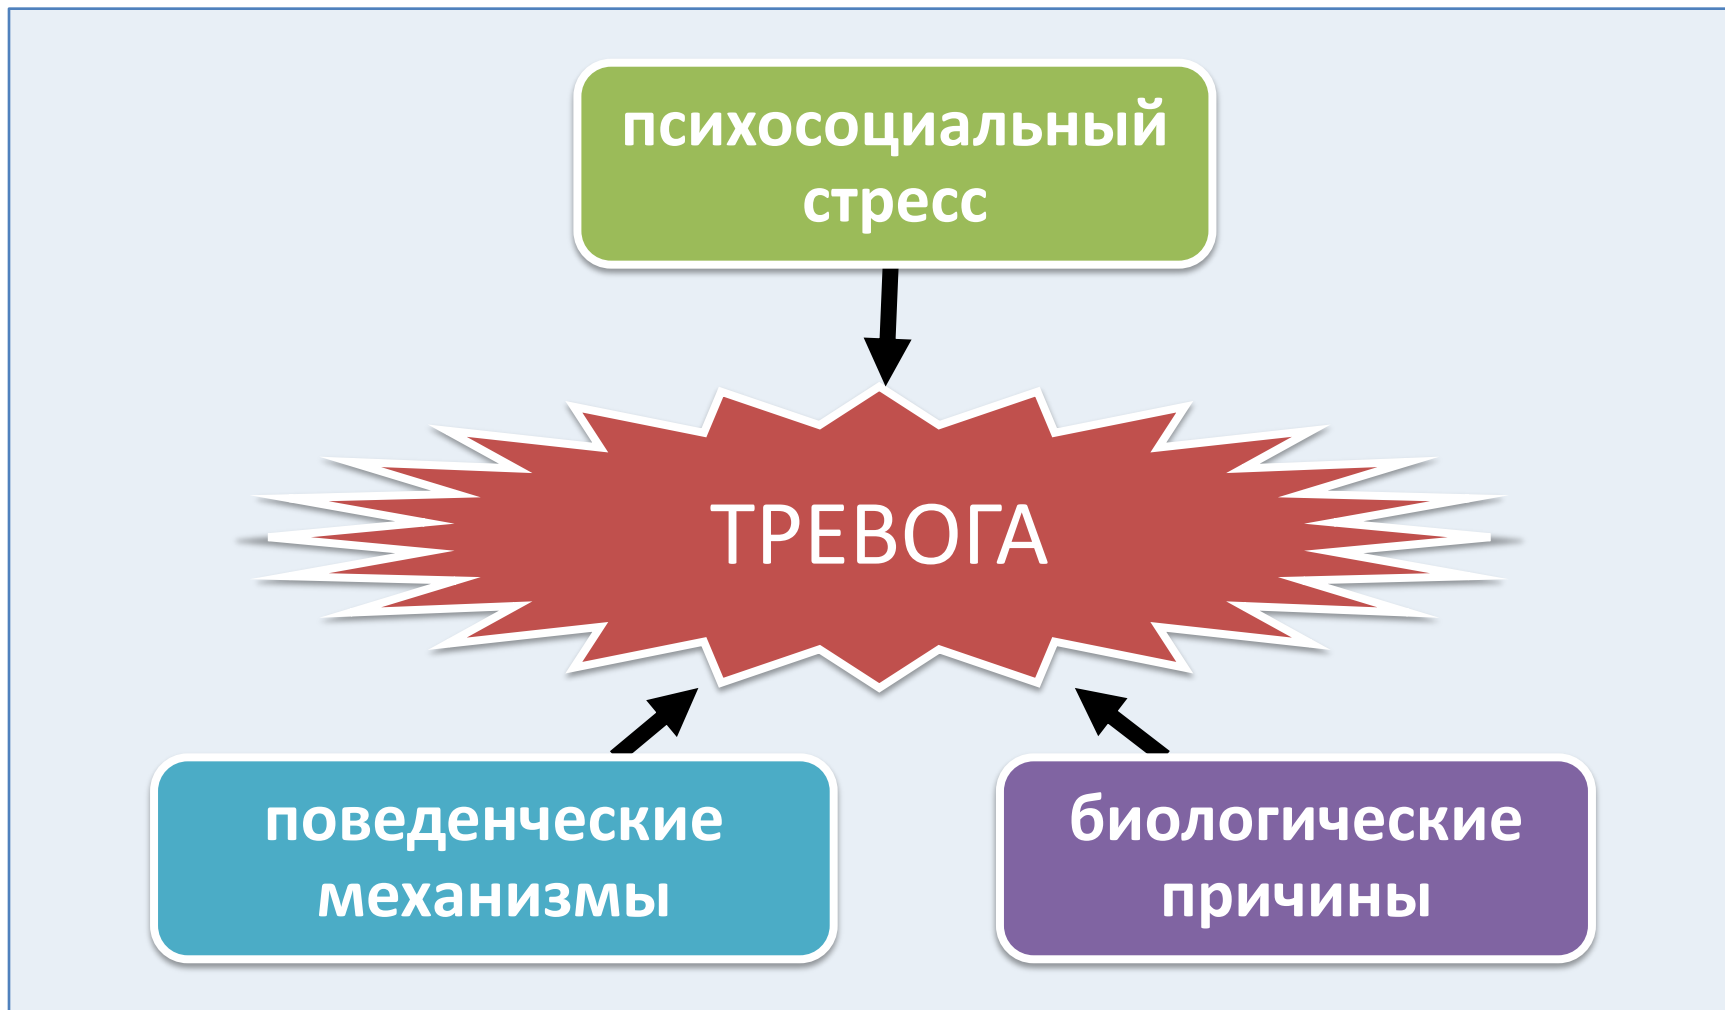 психосоциальный
стресс
ТРЕВОГА
поведенческие
механизмы
биологические
причины